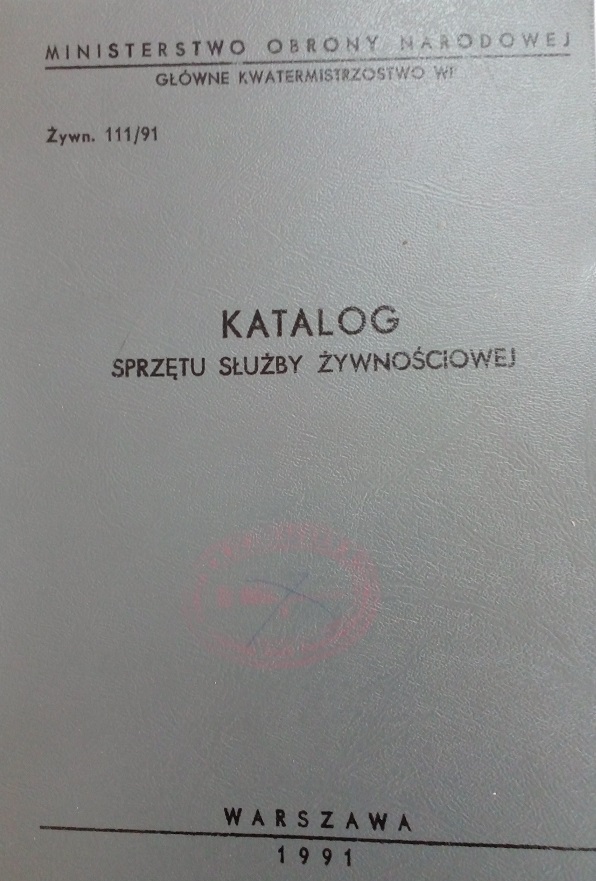 MINISTERSTWO OBRONY NARODOWEJ
GŁÓWNE KWATERMISTRZOSTWO WP
Żywn. 111/91
KATALOG
SPRZĘTU SŁUŻBY ŻYWNOŚCIOWEJ
WARSZAWA
1991